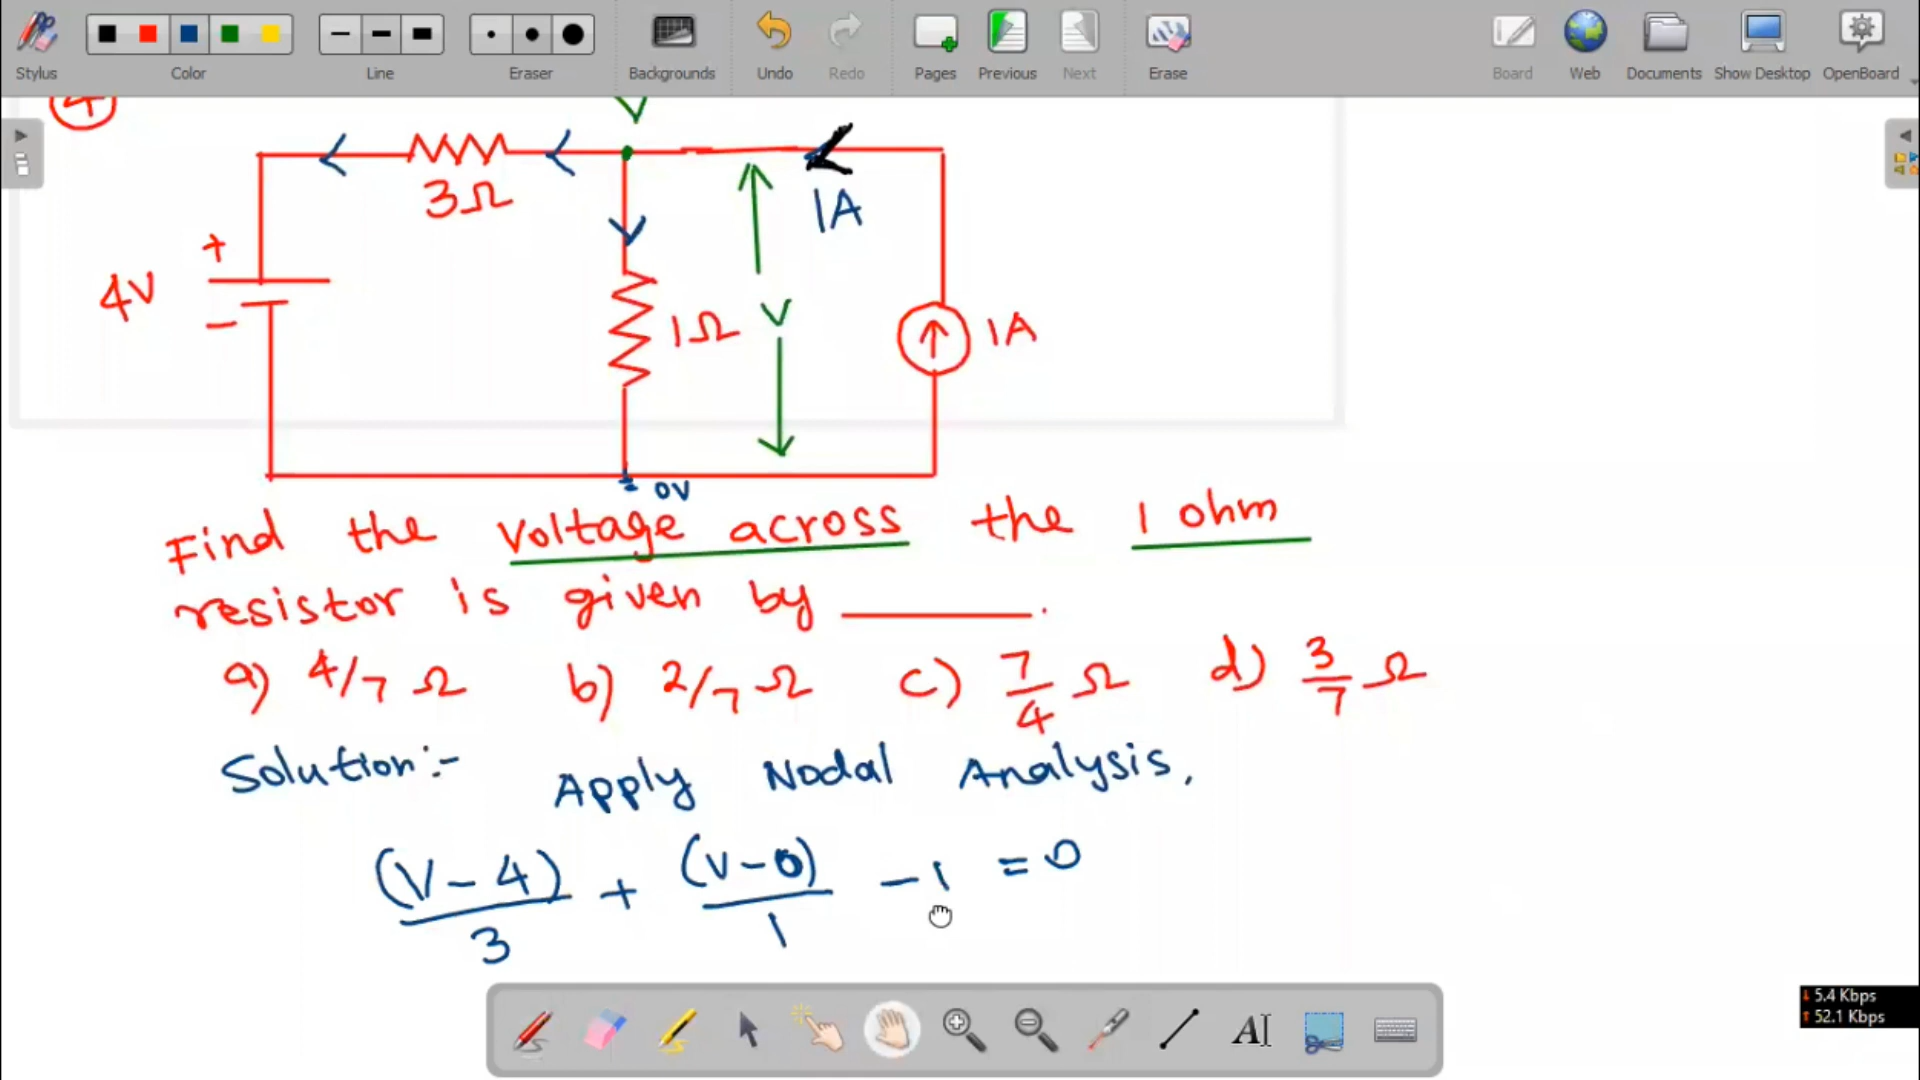 Stylus
Color
Line
Eraser
Backgrounds
Undo
Redo
Pages
Previous
Next
Erase
Board
Web
Documents
Show Desktop
OpenBoard
4
V
3Ω
1A
+
4V
-
1Ω
V
1A
0V
Find the voltage across the 1 ohm
resistor is given by ______.
a) 4/7 Ω b) 2/7 Ω c) 7/4 Ω d) 3/7 Ω
Solution:- Apply Nodal Analysis,
(V-4)/3 + (V-0)/1 -1 = 0
AI
5.4 Kbps
52.1 Kbps